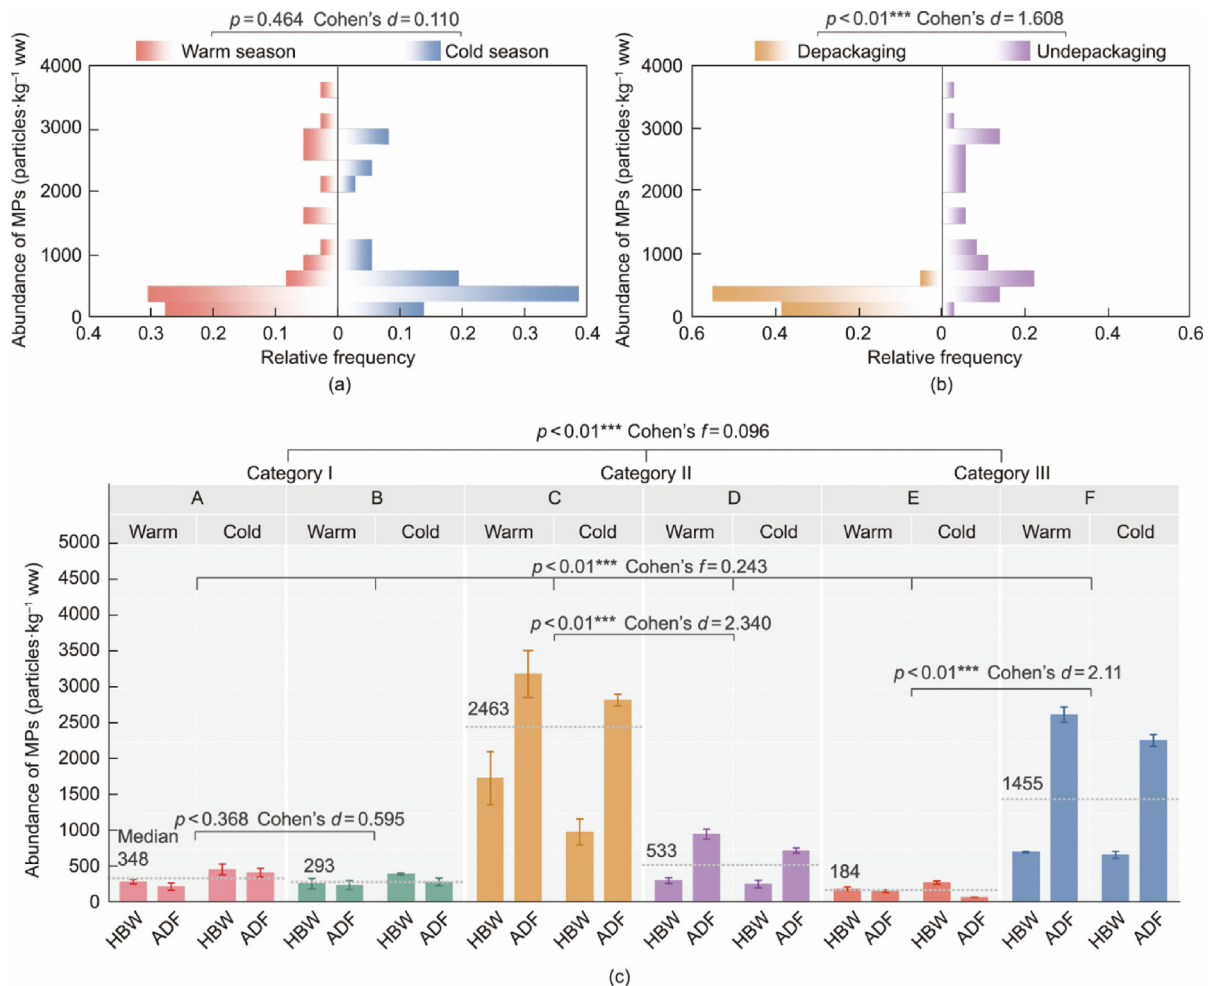 p = 0.464 Cohen's d = 0.110
Warm season Cold season
Abundance of MPs (particles·kg⁻¹ ww)
4000
3000
2000
1000
0
0.4 0.3 0.2 0.1 0 0.1 0.2 0.3 0.4
Relative frequency
(a)
p < 0.01*** Cohen's d = 1.608
Depackaging Undepackaging
Abundance of MPs (particles·kg⁻¹ ww)
4000
3000
2000
1000
0
0.6 0.4 0.2 0 0.2 0.4 0.6
Relative frequency
(b)
p < 0.01*** Cohen's f = 0.096
Category I Category II Category III
A B C D E F
Warm Cold Warm Cold Warm Cold Warm Cold Warm Cold Warm Cold
Abundance of MPs (particles·kg⁻¹ ww)
5000
4500
4000
3500
3000
2500
2000
1500
1000
500
0
p < 0.01*** Cohen's f = 0.243
p < 0.01*** Cohen's d = 2.340
p < 0.01*** Cohen's d = 2.11
2463
1455
p < 0.368 Cohen's d = 0.595
Median
348
293
533
184
HBW ADF HBW ADF HBW ADF HBW ADF HBW ADF HBW ADF HBW ADF HBW ADF HBW ADF HBW ADF HBW ADF HBW ADF
(c)